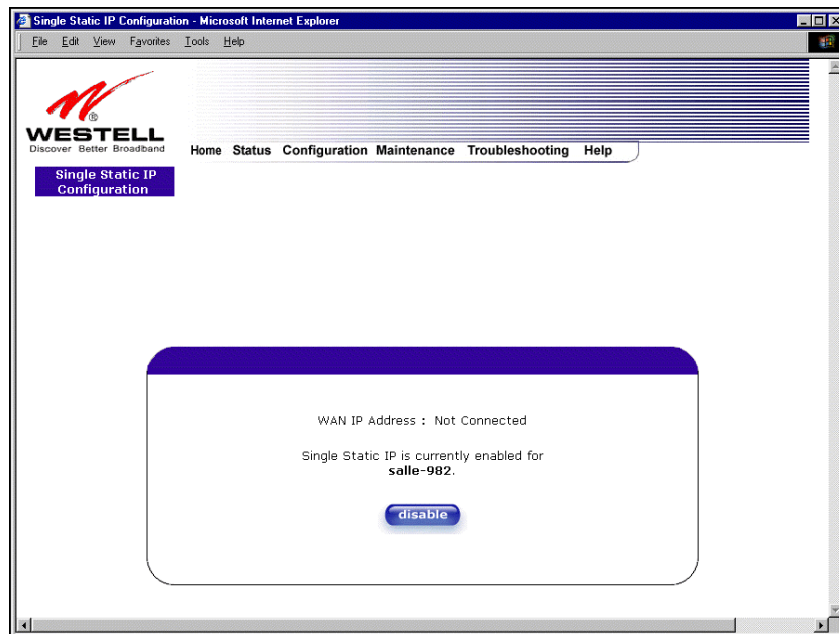 Single Static IP Configuration - Microsoft Internet Explorer
File Edit View Favorites Tools Help
WESTELL
®
Discover Better Broadband
Home Status Configuration Maintenance Troubleshooting Help
Single Static IP
Configuration
WAN IP Address : Not Connected
Single Static IP is currently enabled for
salle-982.
disable